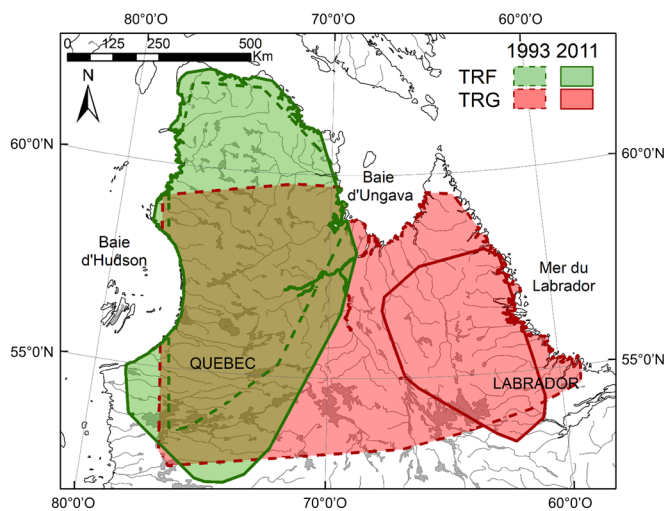 80°0'O 70°0'O 60°0'O
0 125 250 500
Km
N
1993 2011
TRF
TRG
60°0'N 60°0'N
Baie
d'Ungava
Baie
d'Hudson
Mer du
Labrador
55°0'N 55°0'N
QUEBEC
LABRADOR
80°0'O 70°0'O 60°0'O